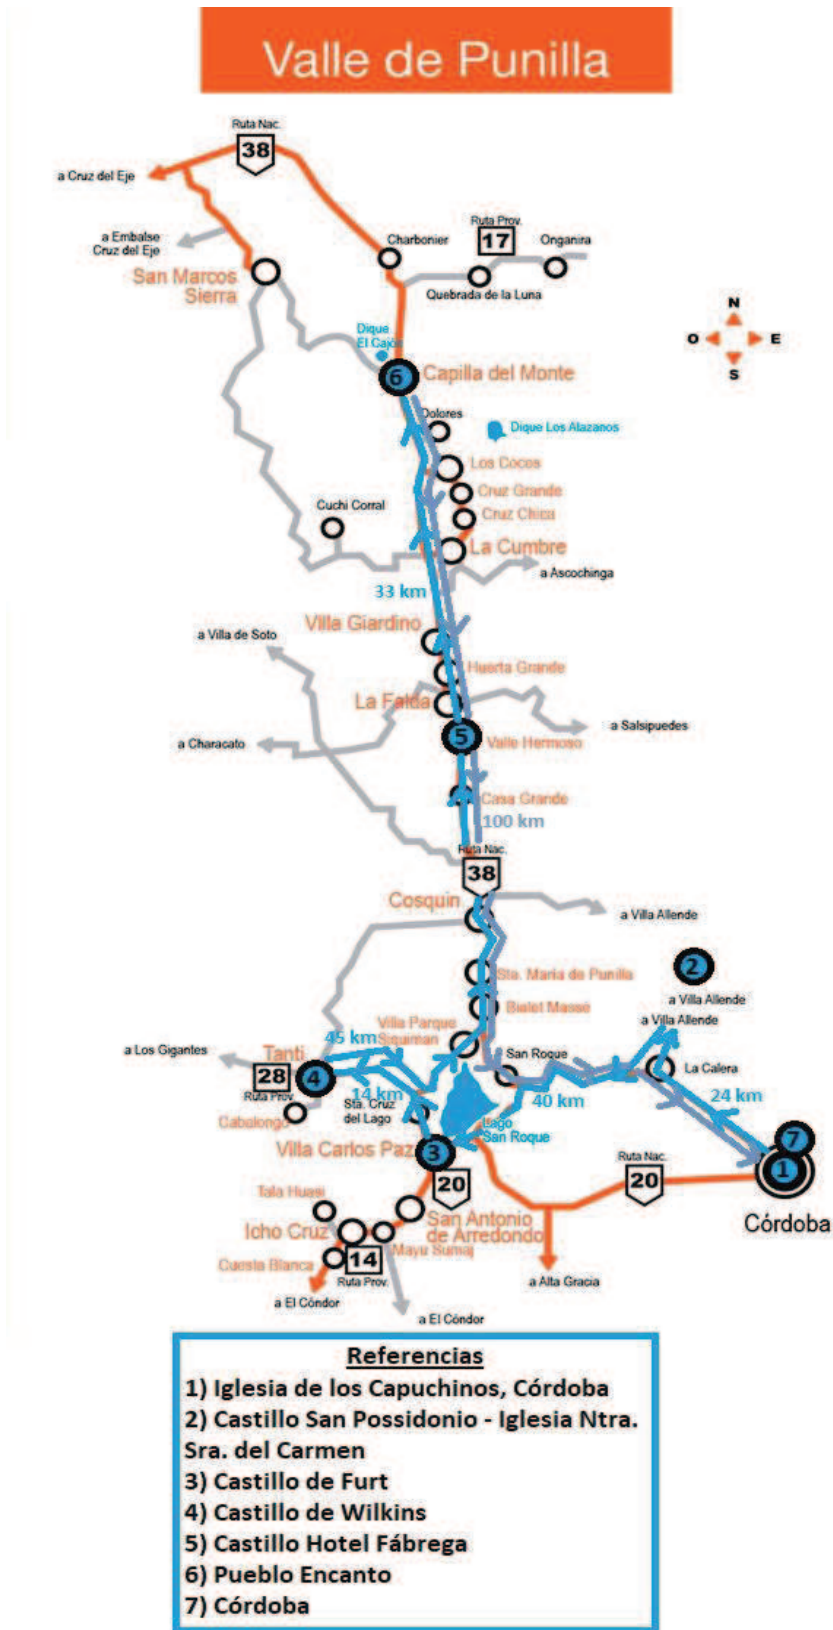 Valle de Punilla
Ruta Nac.
38
a Cruz del Eje
a Embalse
Cruz del Eje
San Marcos
Sierra
Charbonier
Ruta Prov.
17
Onganira
Quebrada de la Luna
N
O
E
S
Dique
El Cajón
6
Capilla del Monte
Dolores
Dique Los Alazanos
Los Cocos
Cruz Grande
Cruz Chica
Cuchi Corral
La Cumbre
a Ascochinga
33 km
Villa Giardino
a Villa de Soto
Huerta Grande
La Falda
a Salsipuedes
a Characato
5
Valle Hermoso
Casa Grande
100 km
Ruta Nac.
38
Cosquin
a Villa Allende
2
a Villa Allende
Sta. Maria de Punilla
Bialet Massé
a Villa Allende
Villa Parque
Siquiman
a Los Gigantes
Tanti
45 km
San Roque
La Calera
28
Ruta Prov.
4
14 km
40 km
24 km
Cabalongo
Sta. Cruz
del Lago
Lago
San Roque
7
1
Córdoba
Villa Carlos Paz
3
20
Ruta Nac.
20
Tala Huasi
San Antonio
de Arredondo
Icho Cruz
Mayu Sumaj
Cuesta Blanca
14
Ruta Prov.
a El Cóndor
a El Cóndor
a Alta Gracia
Referencias
1) Iglesia de los Capuchinos, Córdoba
2) Castillo San Possidonio - Iglesia Ntra.
Sra. del Carmen
3) Castillo de Furt
4) Castillo de Wilkins
5) Castillo Hotel Fábrega
6) Pueblo Encanto
7) Córdoba